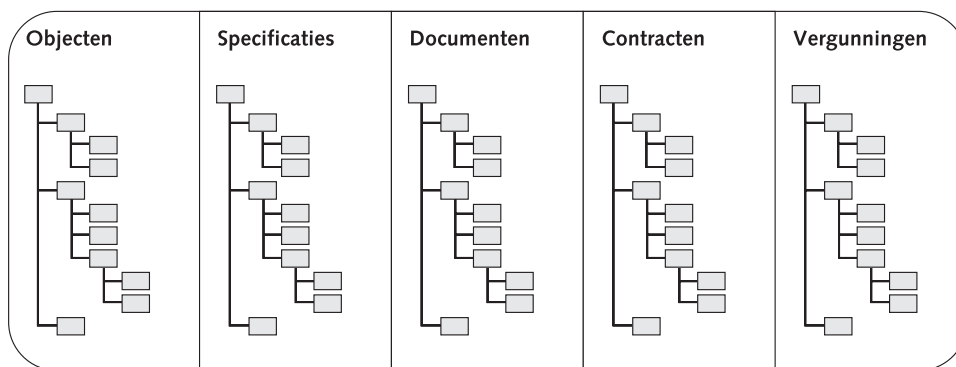 Objecten
Specificaties
Documenten
Contracten
Vergunningen